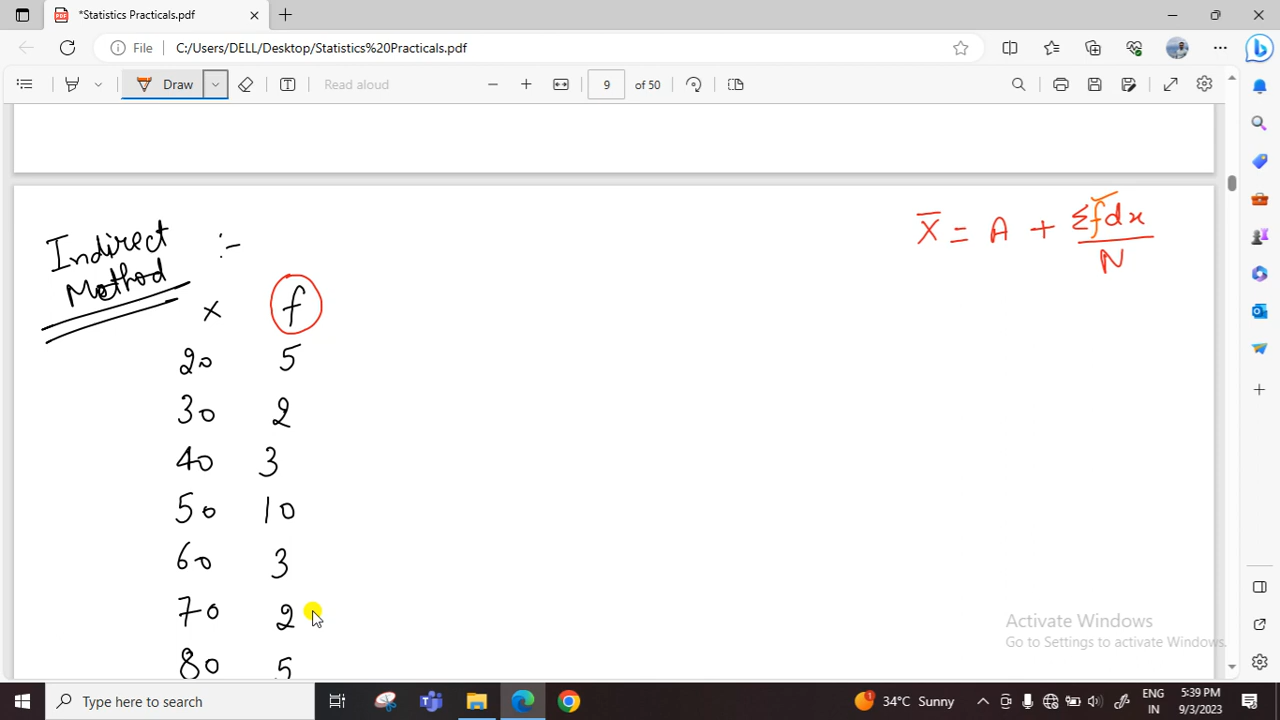 *Statistics Practicals.pdf
File C:/Users/DELL/Desktop/Statistics%20Practicals.pdf
Draw Read aloud 9 of 50
Indirect Method :-
X̄ = A + Σfdx / N
x f
20 5
30 2
40 3
50 10
60 3
70 2
80 5
Activate Windows
Go to Settings to activate Windows.
Type here to search
1
34°C Sunny
ENG
IN
5:39 PM
9/3/2023